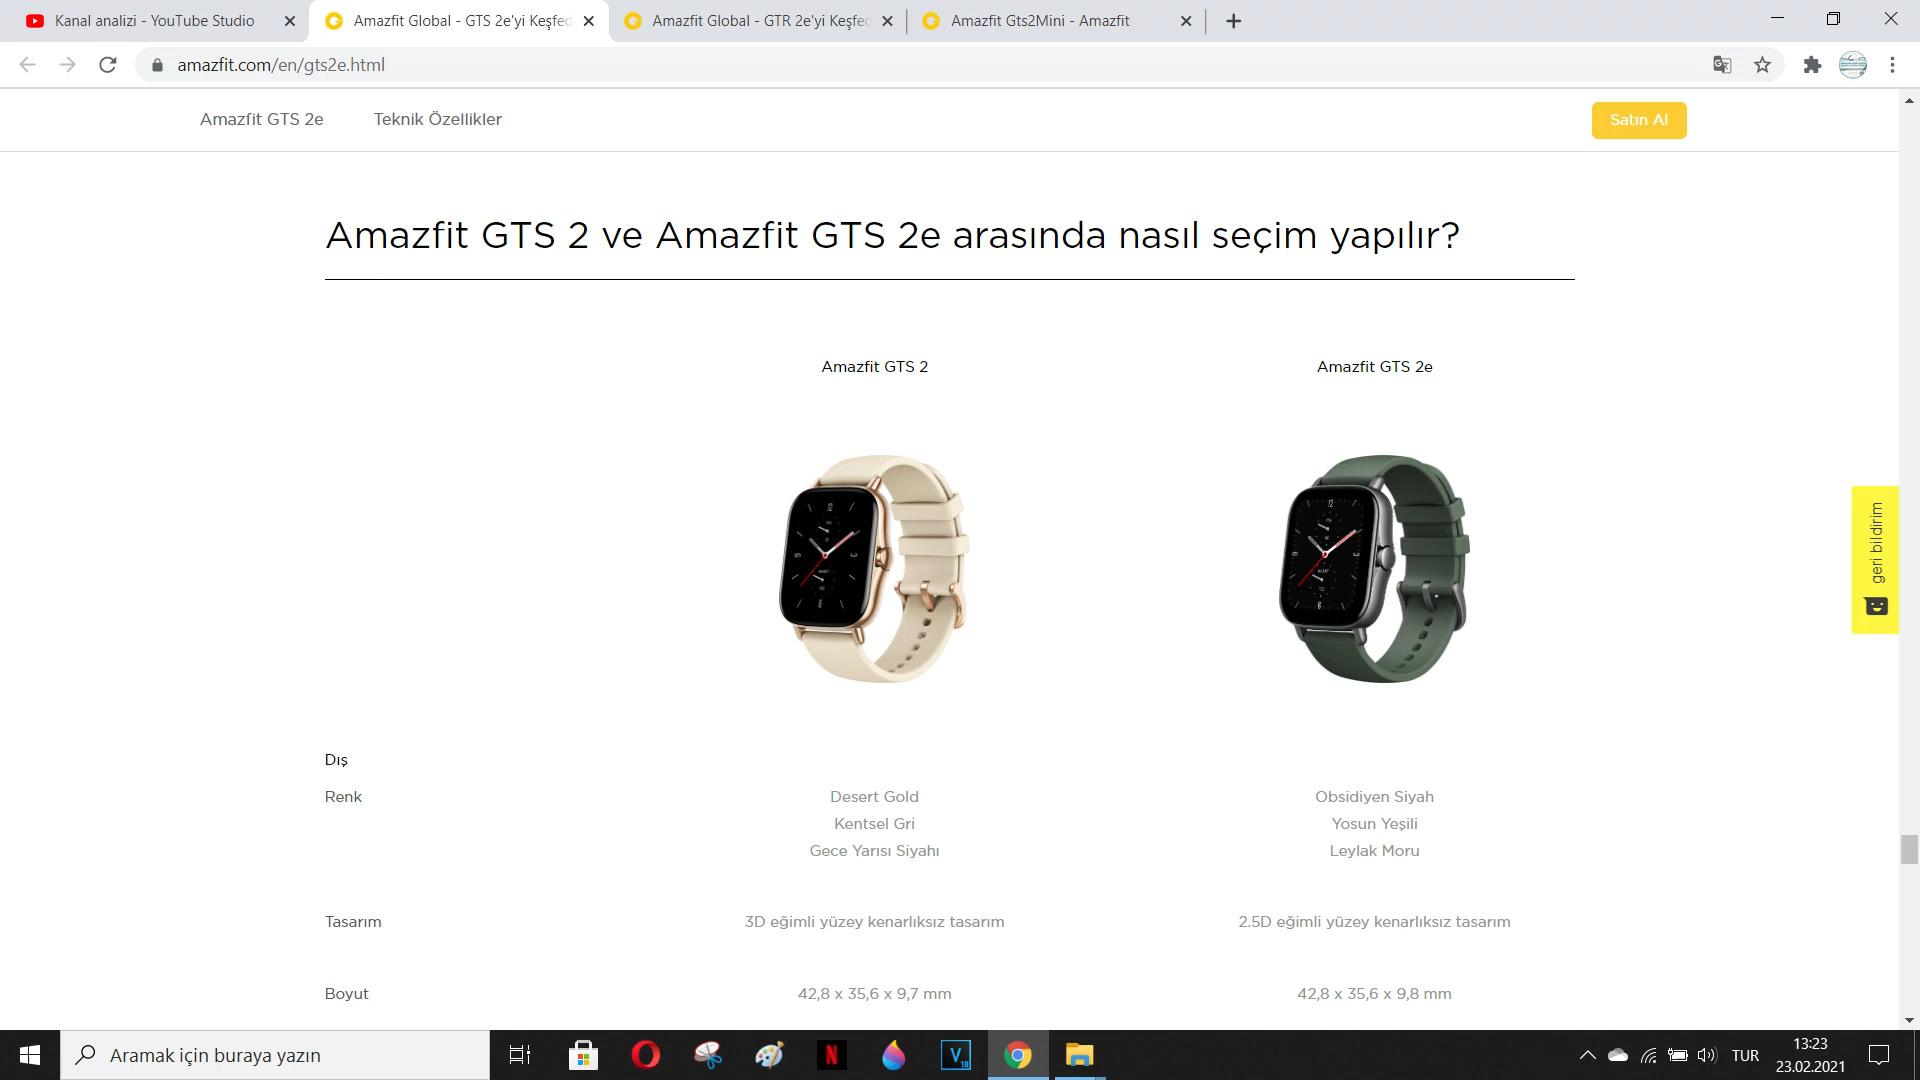 Kanal analizi - YouTube Studio
Amazfit Global - GTS 2e'yi Keşfed
Amazfit Global - GTR 2e'yi Keşfed
Amazfit Gts2Mini - Amazfit
amazfit.com/en/gts2e.html
Amazfit GTS 2e
Teknik Özellikler
Satın Al
Amazfit GTS 2 ve Amazfit GTS 2e arasında nasıl seçim yapılır?
Amazfit GTS 2
Amazfit GTS 2e
geri bildirim
Dış
Renk
Desert Gold
Obsidiyen Siyah
Kentsel Gri
Yosun Yeşili
Gece Yarısı Siyahı
Leylak Moru
Tasarım
3D eğimli yüzey kenarlıksız tasarım
2.5D eğimli yüzey kenarlıksız tasarım
Boyut
42,8 x 35,6 x 9,7 mm
42,8 x 35,6 x 9,8 mm
Aramak için buraya yazın
TUR
13:23
23.02.2021